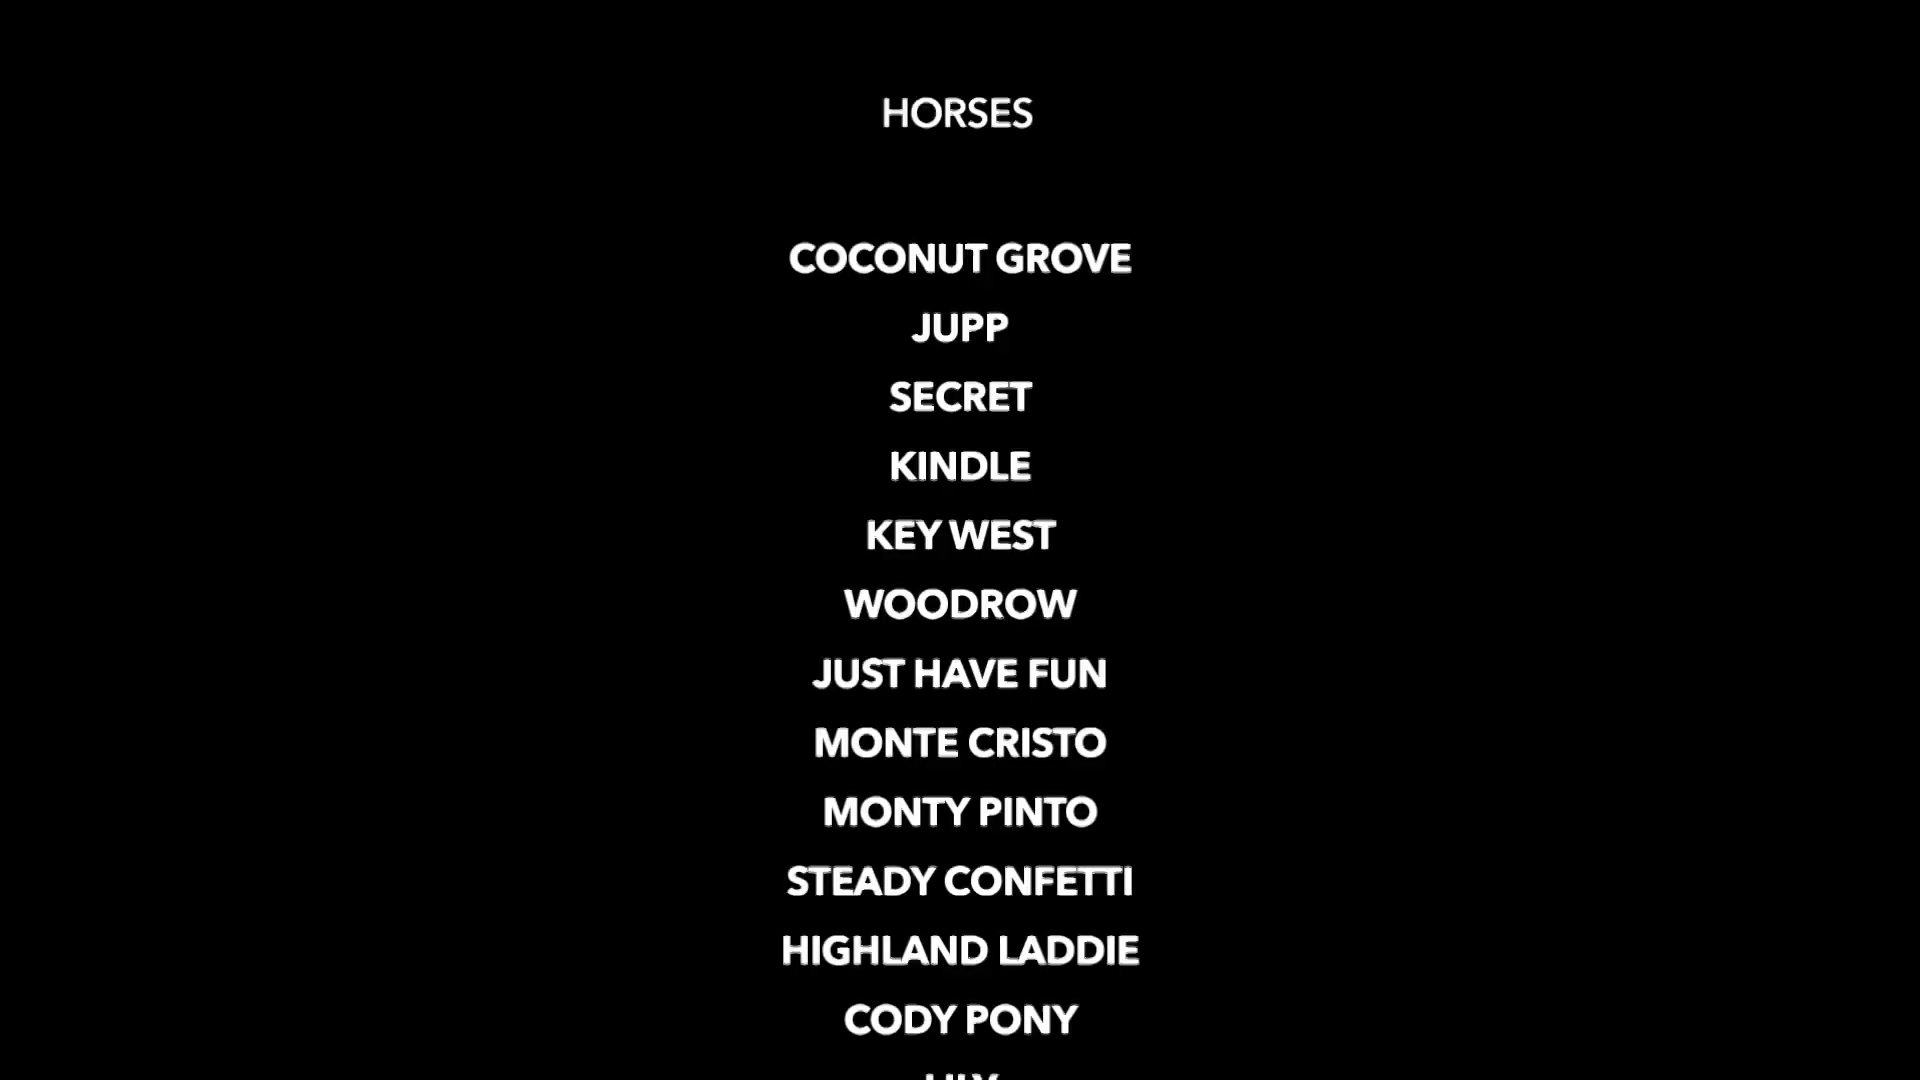 HORSES
COCONUT GROVE
JUPP
SECRET
KINDLE
KEY WEST
WOODROW
JUST HAVE FUN
MONTE CRISTO
MONTY PINTO
STEADY CONFETTI
HIGHLAND LADDIE
CODY PONY